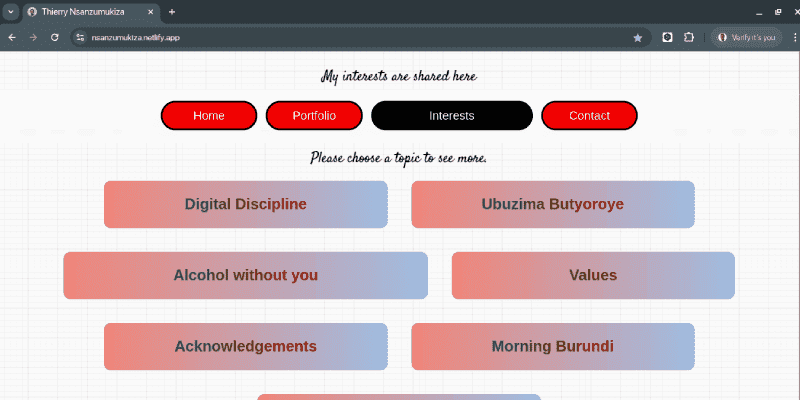 Thierry Nsanzumukiza
nsanzumukiza.netlify.app
Verify it's you
My interests are shared here
Home Portfolio Interests Contact
Please choose a topic to see more.
Digital Discipline Ubuzima Butyoroye
Alcohol without you Values
Acknowledgements Morning Burundi